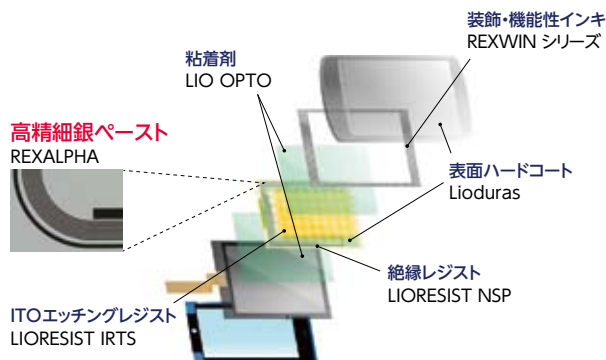 装飾・機能性インキ
REXWIN シリーズ
粘着剤
LIO OPTO
高精細銀ペースト
REXALPHA
表面ハードコート
Lioduras
絶縁レジスト
LIORESIST NSP
ITOエッチングレジスト
LIORESIST IRTS